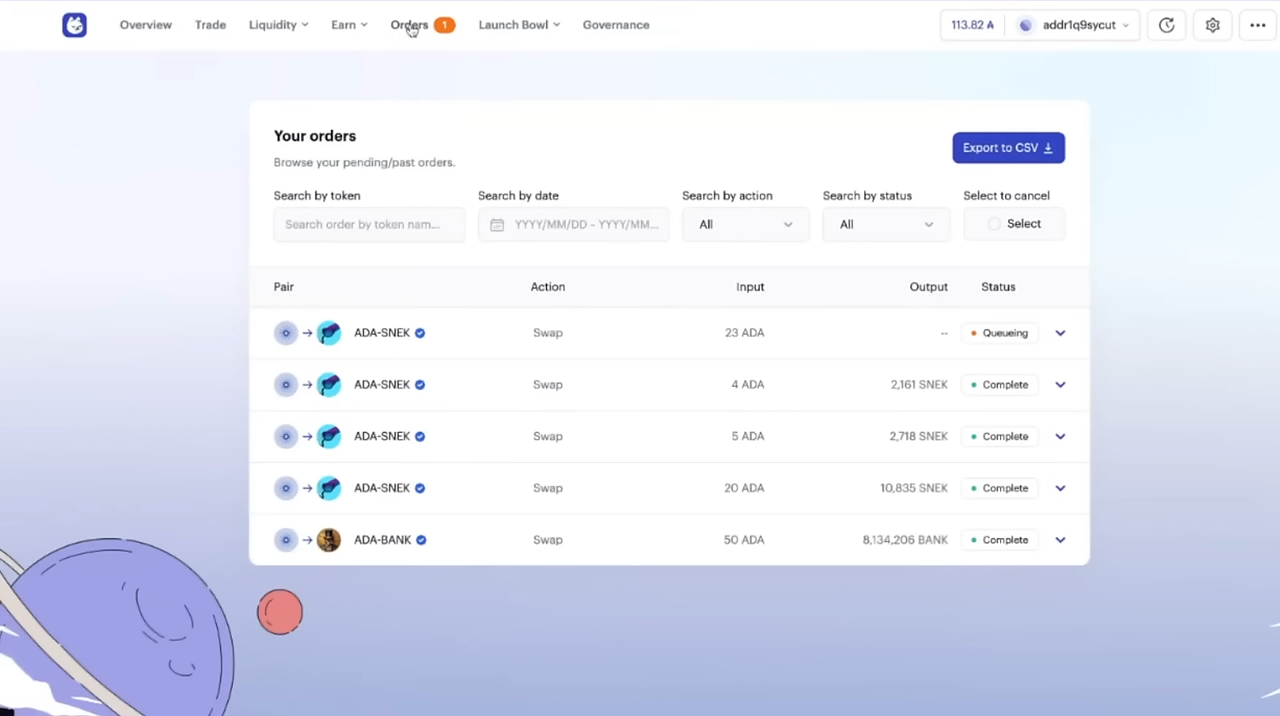 Overview Trade Liquidity Earn Orders 1 Launch Bowl Governance 113.82 ₳ addr1q9sycut
Your orders
Browse your pending/past orders.
Export to CSV
Search by token Search by date Search by action Search by status Select to cancel
Search order by token nam... YYYY/MM/DD - YYYY/MM... All All Select
Pair Action Input Output Status
ADA-SNEK Swap 23 ADA -- Queueing
ADA-SNEK Swap 4 ADA 2,161 SNEK Complete
ADA-SNEK Swap 5 ADA 2,718 SNEK Complete
ADA-SNEK Swap 20 ADA 10,835 SNEK Complete
ADA-BANK Swap 50 ADA 8,134,206 BANK Complete